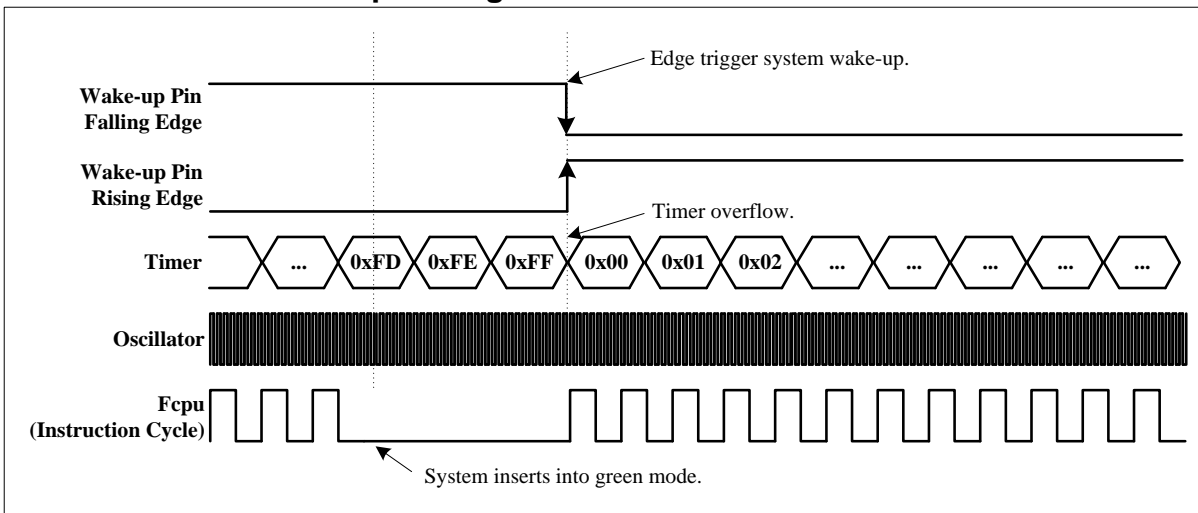 Edge trigger system wake-up.
Wake-up Pin
Falling Edge
Wake-up Pin
Rising Edge
Timer overflow.
Timer ... 0xFD 0xFE 0xFF 0x00 0x01 0x02 ... ... ... ... ...
Oscillator
Fcpu
(Instruction Cycle)
System inserts into green mode.